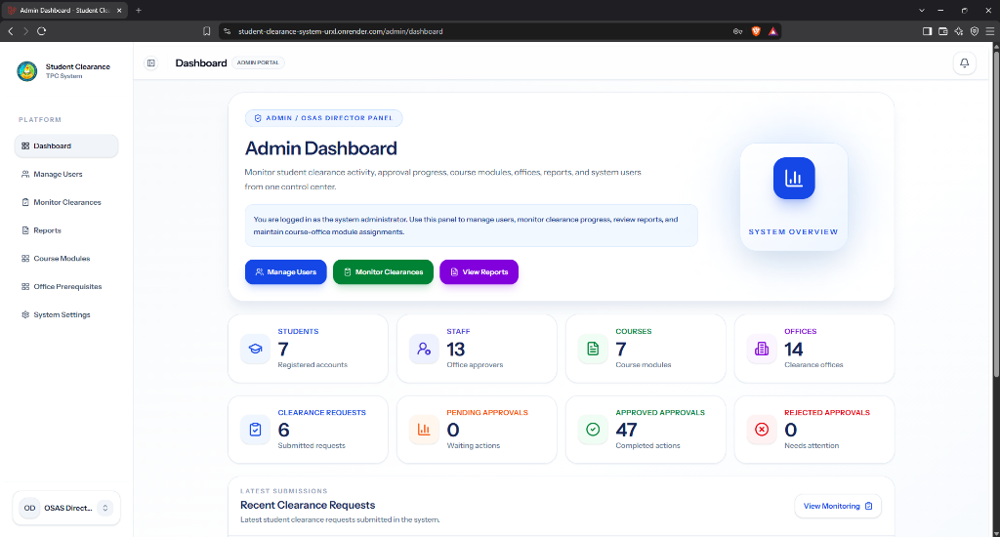 Admin Dashboard - Student Cle
student-clearance-system-urxl.onrender.com/admin/dashboard
Student Clearance
TPC System
Dashboard
ADMIN PORTAL
PLATFORM
Dashboard
Manage Users
Monitor Clearances
Reports
Course Modules
Office Prerequisites
System Settings
OD
OSAS Direct...
ADMIN / OSAS DIRECTOR PANEL
Admin Dashboard
Monitor student clearance activity, approval progress, course modules, offices, reports, and system users
from one control center.
You are logged in as the system administrator. Use this panel to manage users, monitor clearance progress, review reports, and
maintain course-office module assignments.
Manage Users
Monitor Clearances
View Reports
SYSTEM OVERVIEW
STUDENTS
7
Registered accounts
STAFF
13
Office approvers
COURSES
7
Course modules
OFFICES
14
Clearance offices
CLEARANCE REQUESTS
6
Submitted requests
PENDING APPROVALS
0
Waiting actions
APPROVED APPROVALS
47
Completed actions
REJECTED APPROVALS
0
Needs attention
LATEST SUBMISSIONS
Recent Clearance Requests
Latest student clearance requests submitted in the system.
View Monitoring